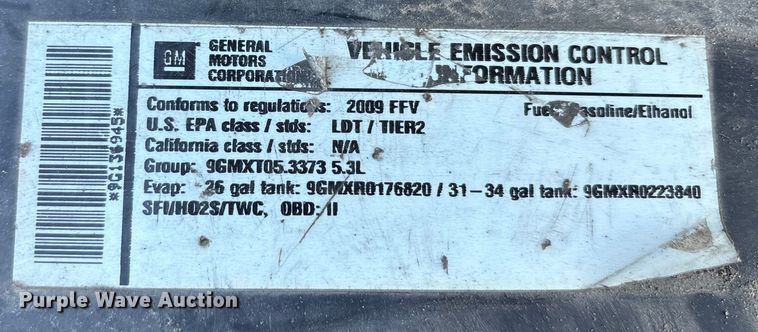 GM
GENERAL MOTORS CORPORATION
VEHICLE EMISSION CONTROL INFORMATION
Conforms to regulations: 2009 FFV Fuel: Gasoline/Ethanol
U.S. EPA class / stds: LDT / TIER2
California class / stds: N/A
Group: 9GMXT05.3373 5.3L
Evap: 26 gal tank: 9GMXR0176820 / 31-34 gal tank: 9GMXR0223840
SFI/HO2S/TWC, OBD: II
Purple Wave Auction